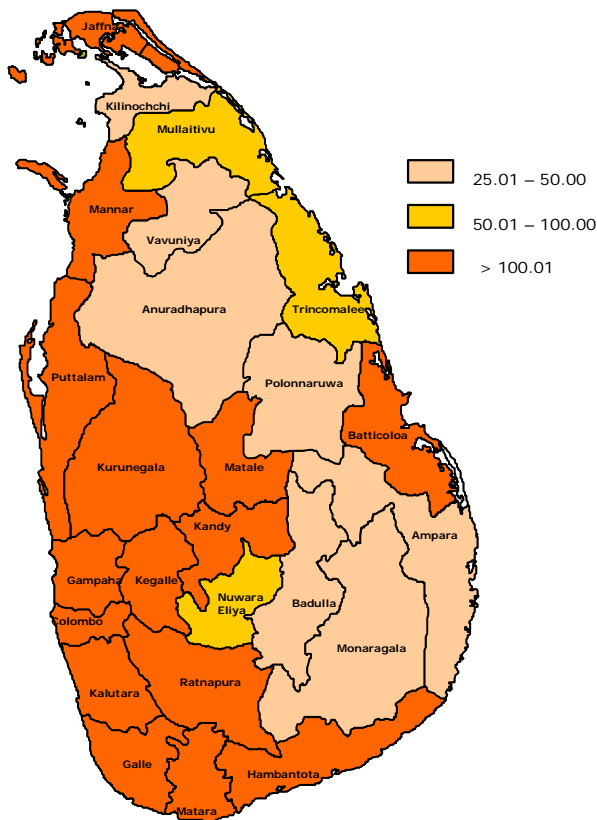 Jaffna
Kilinochchi
Mullaitivu
Mannar
Vavuniya
Anuradhapura
Trincomalee
Puttalam
Polonnaruwa
Batticoloa
Kurunegala
Matale
Kandy
Ampara
Gampaha
Kegalle
Nuwara
Eliya
Badulla
Colombo
Monaragala
Ratnapura
Kalutara
Galle
Hambantota
Matara
25.01 – 50.00
50.01 – 100.00
> 100.01